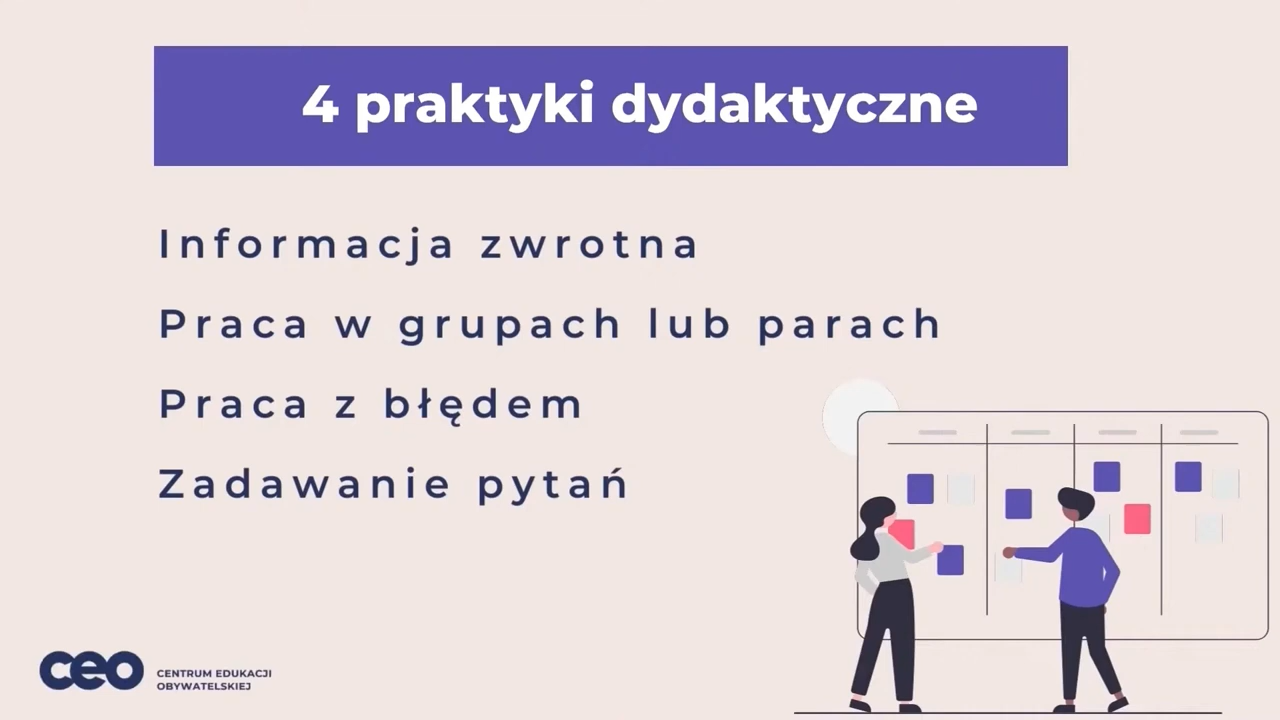 4 praktyki dydaktyczne
Informacja zwrotna
Praca w grupach lub parach
Praca z błędem
Zadawanie pytań
ceo CENTRUM EDUKACJI
OBYWATELSKIEJ